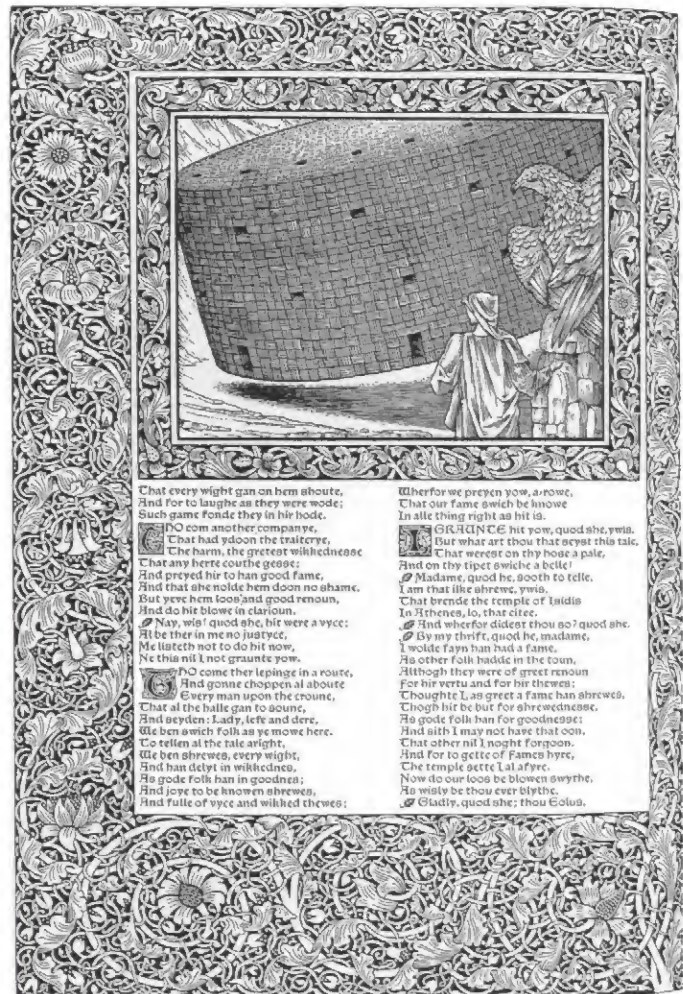 That every wight gan on hem shoute,
And for to laughe as they were wode;
Such game fonde they in hir hode.
THO com another companye,
That had ydoon the traiterye,
The harm, the gretest wikkednesse
That any herte couthe gesse;
And preyed hir to han good fame,
And that she nolde hem doon no shame,
But yeve hem loos and good renoun,
And do hit blowe in clarioun.
Nay, wis! quod she, hit were a vyce;
Al be ther in me no justyce,
Me listeth not to do hit now,
Ne this nil I not graunte yow.
THO come ther lepinge in a route,
And gonne choppen al aboute
Every man upon the croune,
That al the halle gan to soune,
And seyden: Lady, lefe and dere,
We ben swich folk as ye mowe here.
To tellen al the tale aright,
We ben shrewes, every wight,
And han delyt in wikkednes,
As gode folk han in goodnes;
And joye to be knowen shrewes,
And fulle of vyce and wikked thewes;
Wherfor we preyen yow, a-rowe,
That our fame swich be knowe
In alle thing right as hit is.
I GRAUNTE hit yow, quod she, ywis.
But what art thou that seyst this tale,
That werest on thy hose a pale,
And on thy tipet swiche a belle?
Madame, quod he, sooth to telle,
I am that ilke shrewe, ywis,
That brende the temple of Isidis
In Athenes, lo, that citee.
And wherfor didest thou so? quod she.
By my thrift, quod he, madame,
I wolde fayn han had a fame,
As other folk hadde in the toun,
Althogh they were of greet renoun
For hir vertu and for hir thewes;
Thoughte I, as greet a fame han shrewes,
Thogh hit be but for shrewednesse,
As gode folk han for goodnesse;
And sith I may not have that oon,
That other nil I noght forgoon.
And for to gette of Fames hyre,
The temple sette I al afyre.
Now do our loos be blowen swythe,
As wisly be thou ever blythe.
Gladly, quod she; thou Eolus,